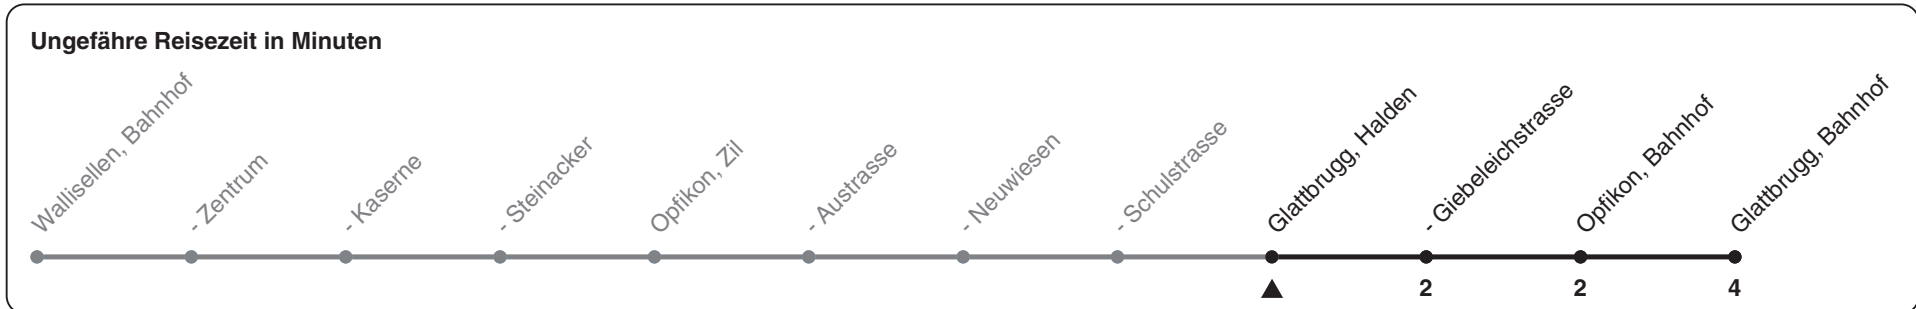 Ungefähre Reisezeit in Minuten
Wallisellen, Bahnhof
- Zentrum
- Kaserne
- Steinacker
Opfikon, Zil
- Austrasse
- Neuwiesen
- Schulstrasse
Glattbrugg, Halden
- Giebeleichstrasse
Opfikon, Bahnhof
Glattbrugg, Bahnhof
2 2 4